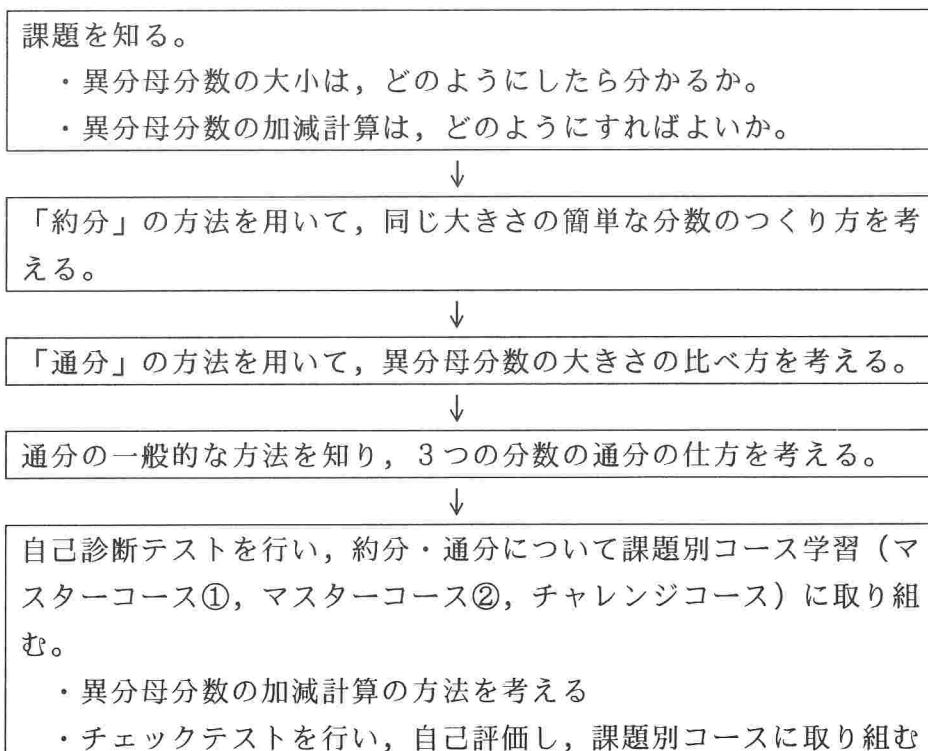 課題を知る。
・異分母分数の大小は，どのようにしたら分かるか。
・異分母分数の加減計算は，どのようにすればよいか。
↓
「約分」の方法を用いて，同じ大きさの簡単な分数のつくり方を考
える。
↓
「通分」の方法を用いて，異分母分数の大きさの比べ方を考える。
↓
通分の一般的な方法を知り，３つの分数の通分の仕方を考える。
↓
自己診断テストを行い，約分・通分について課題別コース学習（マ
スターコース①，マスターコース②，チャレンジコース）に取り組
む。
・異分母分数の加減計算の方法を考える
・チェックテストを行い，自己評価し，課題別コースに取り組む